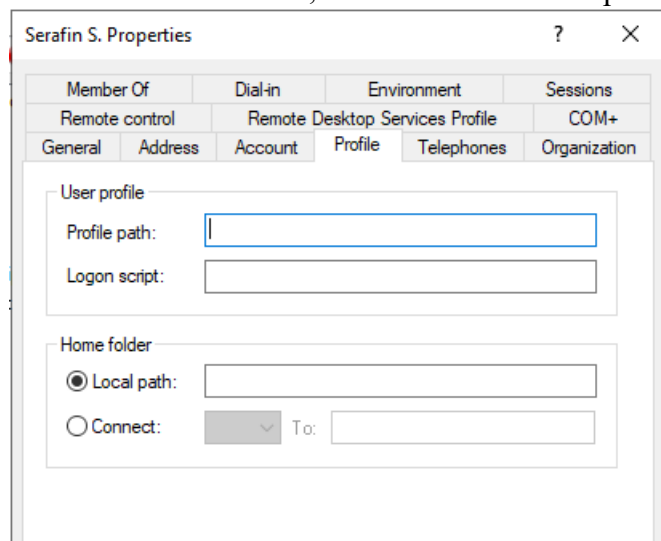 Serafin S. Properties ? ×
Member Of Dial-in Environment Sessions
Remote control Remote Desktop Services Profile COM+
General Address Account Profile Telephones Organization
User profile
Profile path:
Logon script:
Home folder
Local path:
Connect: To: